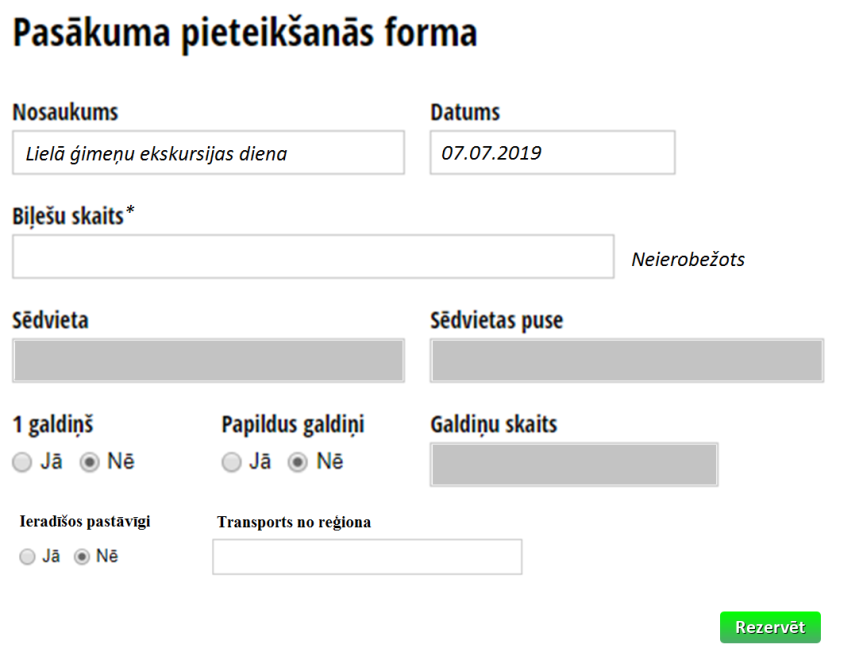 Pasākuma pieteikšanās forma
Nosaukums Datums
Lielā ģimeņu ekskursijas diena 07.07.2019
Biļešu skaits*
Neierobežots
Sēdvieta Sēdvietas puse
1 galdiņš Papildus galdiņi Galdiņu skaits
Jā Nē Jā Nē
Ieradīšos pastāvīgi Transports no reģiona
Jā Nē
Rezervēt